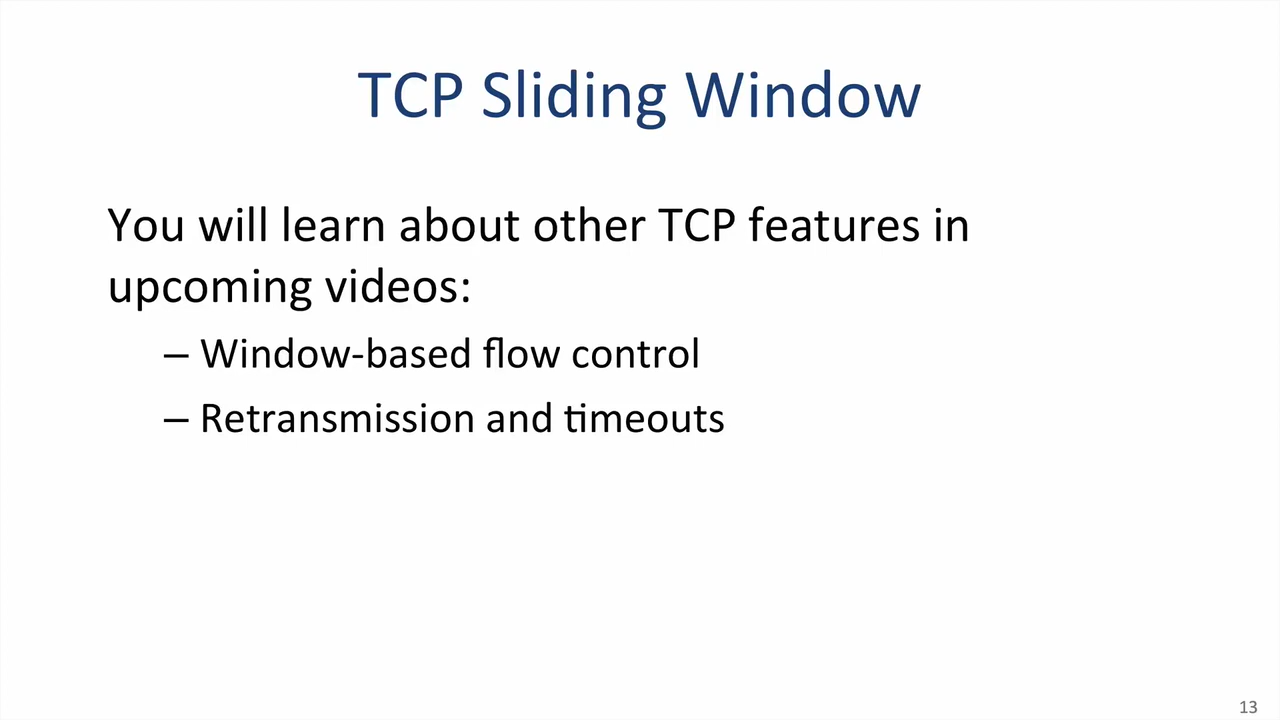 TCP Sliding Window
You will learn about other TCP features in
upcoming videos:
– Window-based flow control
– Retransmission and timeouts
13